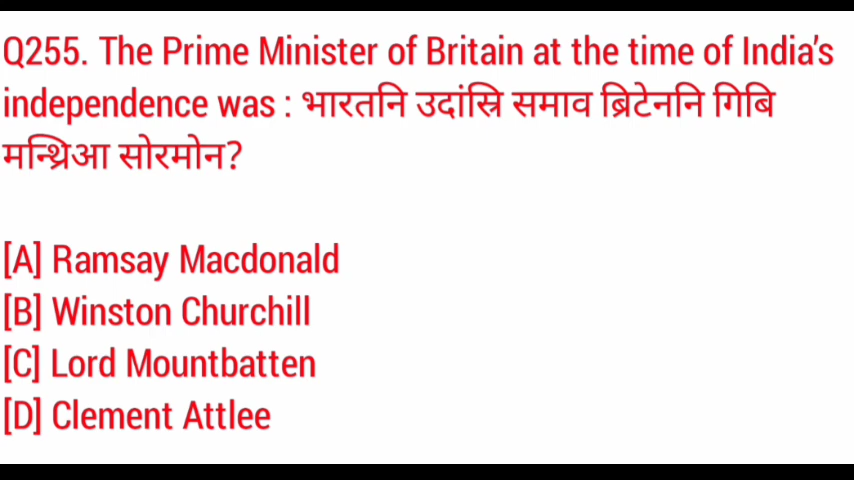 Q255. The Prime Minister of Britain at the time of India's
independence was : भारतनि उदांस्रि समाव ब्रिटेननि गिबि
मन्थ्रिआ सोरमोन?
[A] Ramsay Macdonald
[B] Winston Churchill
[C] Lord Mountbatten
[D] Clement Attlee